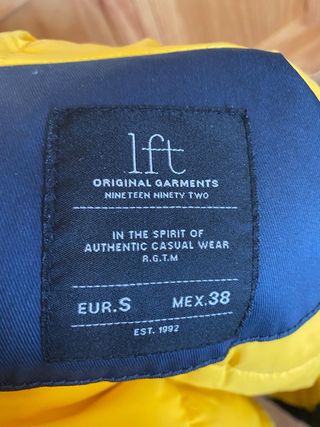 lft
ORIGINAL GARMENTS
NINETEEN NINETY TWO
IN THE SPIRIT OF
AUTHENTIC CASUAL WEAR
R.G.T.M
EUR.S MEX.38
EST. 1992